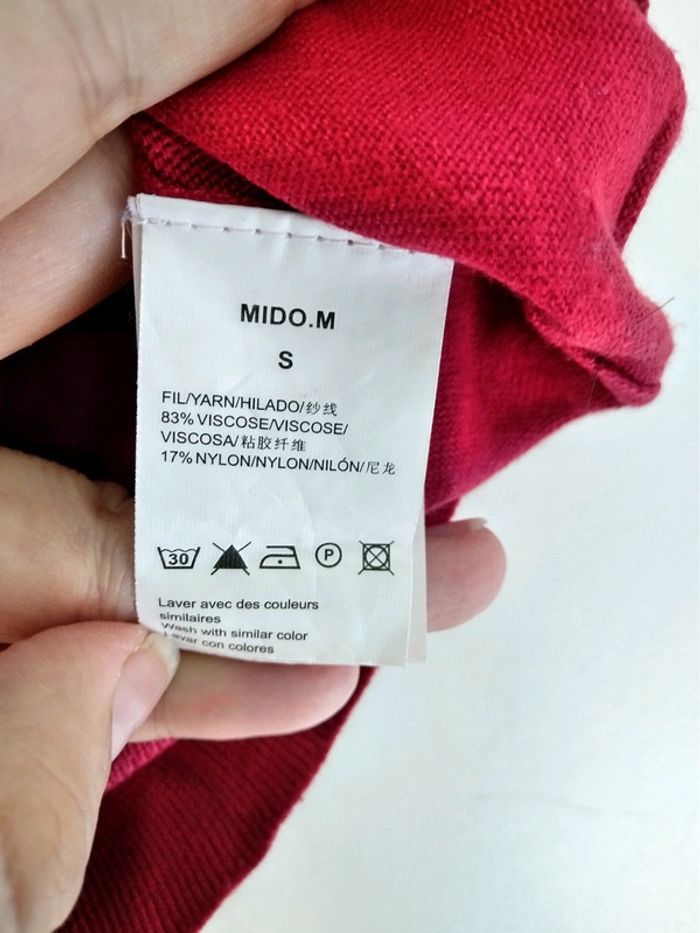 MIDO.M
S
FIL/YARN/HILADO/纱线
83% VISCOSE/VISCOSE/
VISCOSA/粘胶纤维
17% NYLON/NYLON/NILÓN/尼龙
30
P
Laver avec des couleurs
similaires
Wash with similar color
Lavar con colores